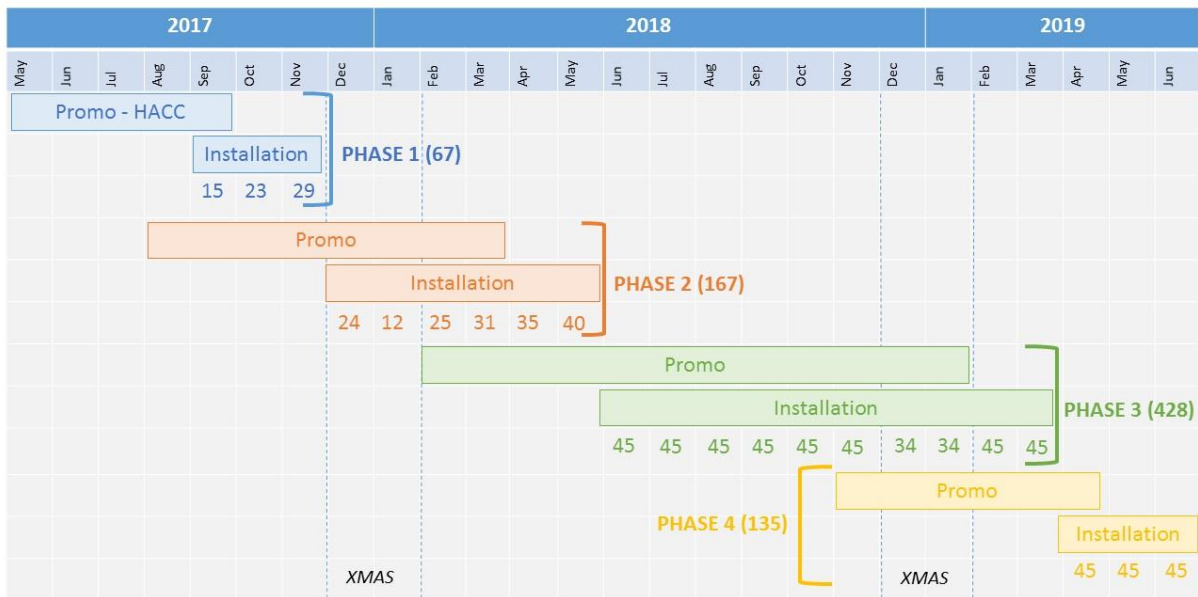 2017 2018 2019
May Jun Jul Aug Sep Oct Nov Dec Jan Feb Mar Apr May Jun Jul Aug Sep Oct Nov Dec Jan Feb Mar Apr May Jun
Promo - HACC
Installation
PHASE 1 (67)
15 23 29
Promo
Installation
PHASE 2 (167)
24 12 25 31 35 40
Promo
Installation
PHASE 3 (428)
45 45 45 45 45 45 34 34 45 45
Promo
PHASE 4 (135)
Installation
45 45 45
XMAS XMAS